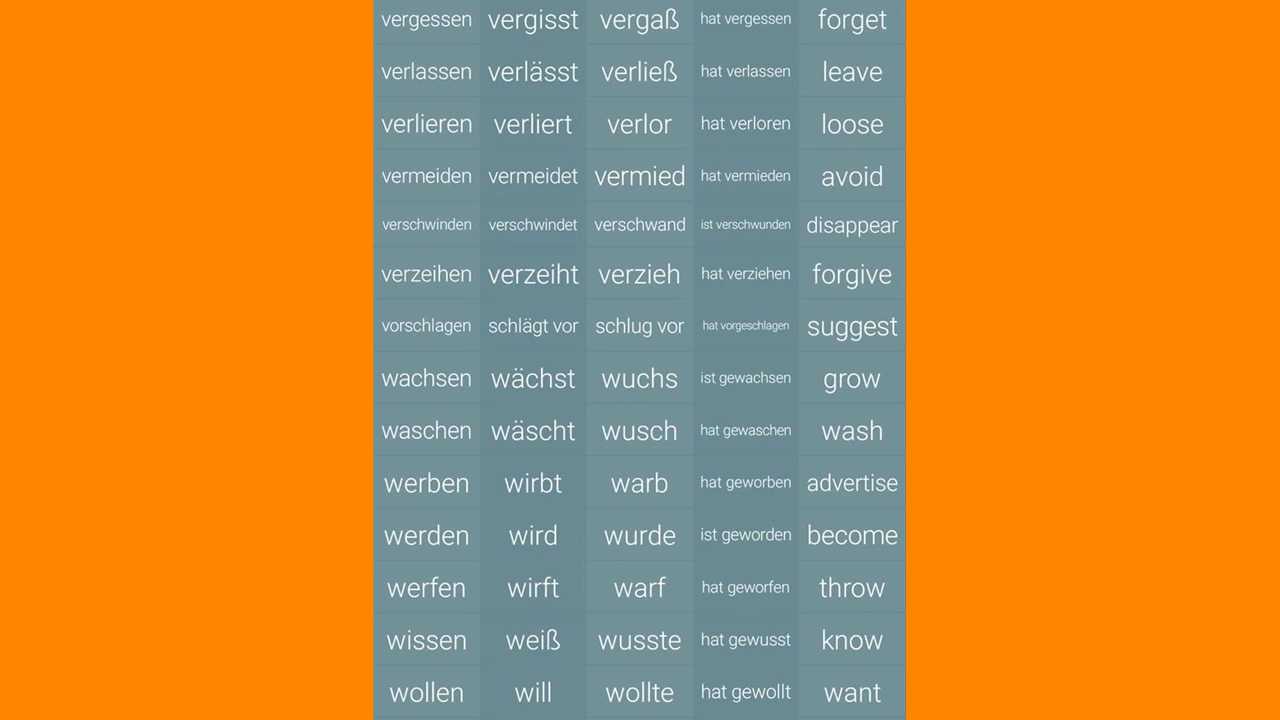 vergessen vergisst vergaß hat vergessen forget
verlassen verlässt verließ hat verlassen leave
verlieren verliert verlor hat verloren loose
vermeiden vermeidet vermied hat vermieden avoid
verschwinden verschwindet verschwand ist verschwunden disappear
verzeihen verzeiht verzieh hat verziehen forgive
vorschlagen schlägt vor schlug vor hat vorgeschlagen suggest
wachsen wächst wuchs ist gewachsen grow
waschen wäscht wusch hat gewaschen wash
werben wirbt warb hat geworben advertise
werden wird wurde ist geworden become
werfen wirft warf hat geworfen throw
wissen weiß wusste hat gewusst know
wollen will wollte hat gewollt want